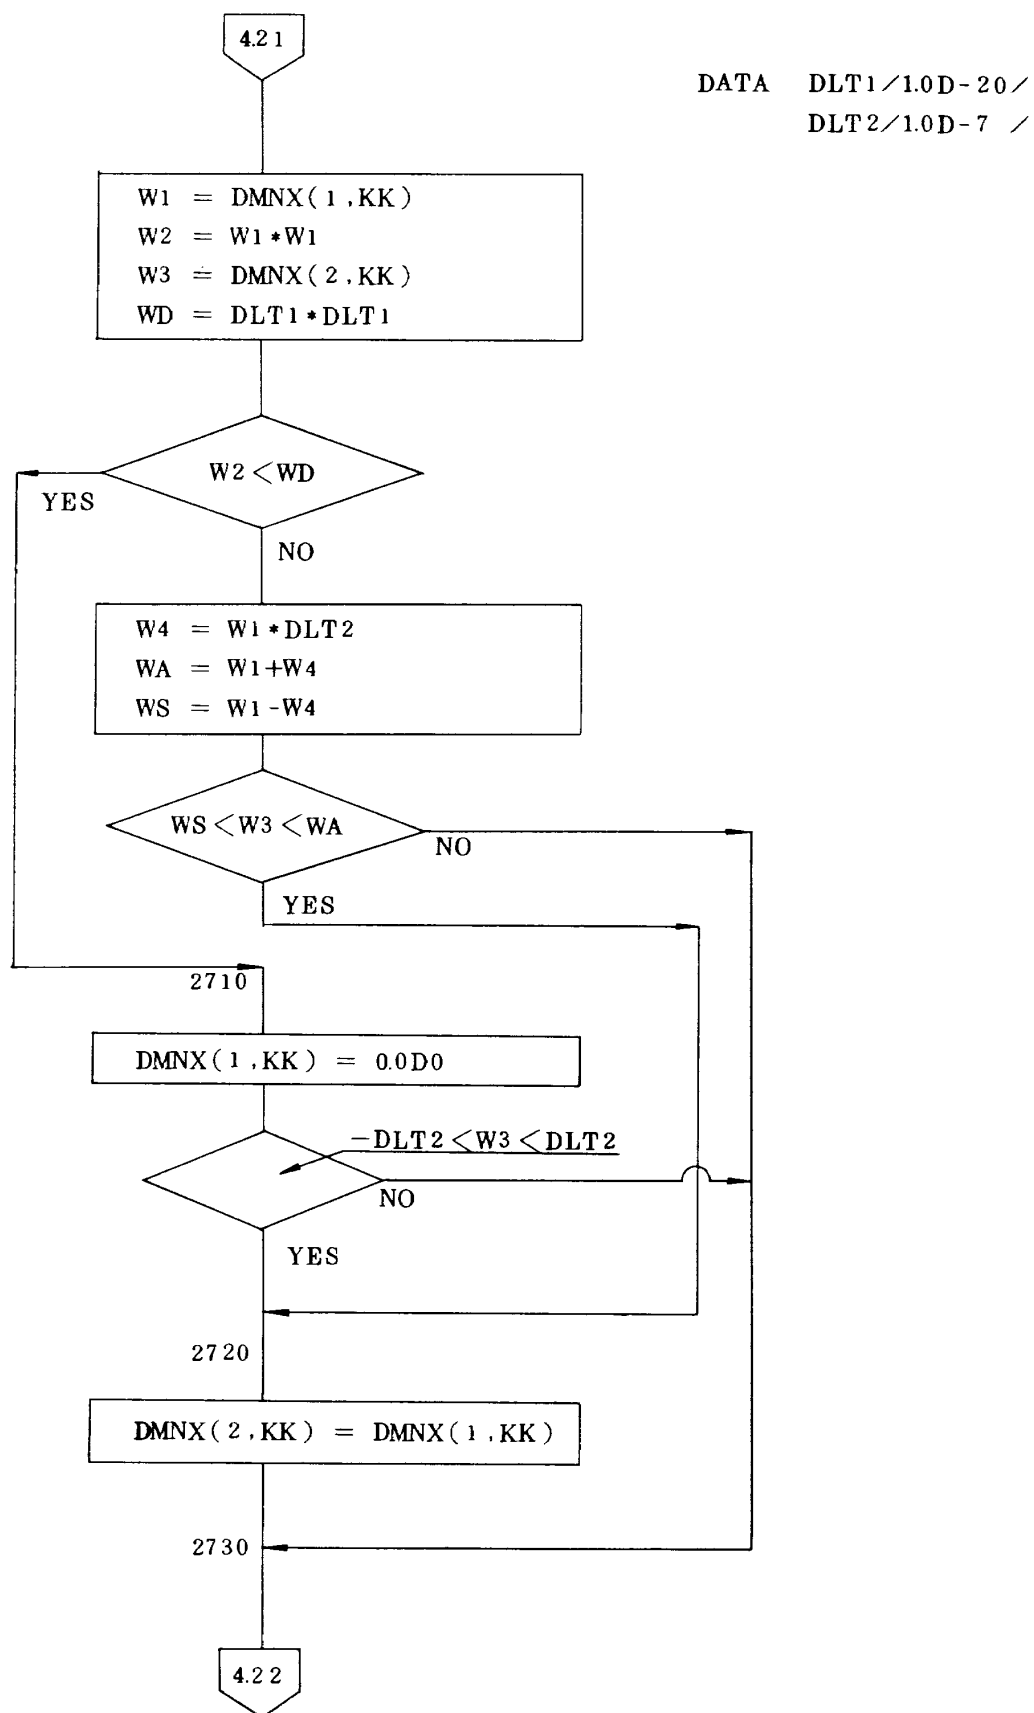 4.21
DATA DLT1/1.0D-20/
DLT2/1.0D-7 /
W1 = DMNX(1,KK)
W2 = W1*W1
W3 = DMNX(2,KK)
WD = DLT1*DLT1
W2<WD
YES
NO
W4 = W1*DLT2
WA = W1+W4
WS = W1-W4
WS<W3<WA
NO
YES
2710
DMNX(1,KK) = 0.0D0
-DLT2<W3<DLT2
NO
YES
2720
DMNX(2,KK) = DMNX(1,KK)
2730
4.22